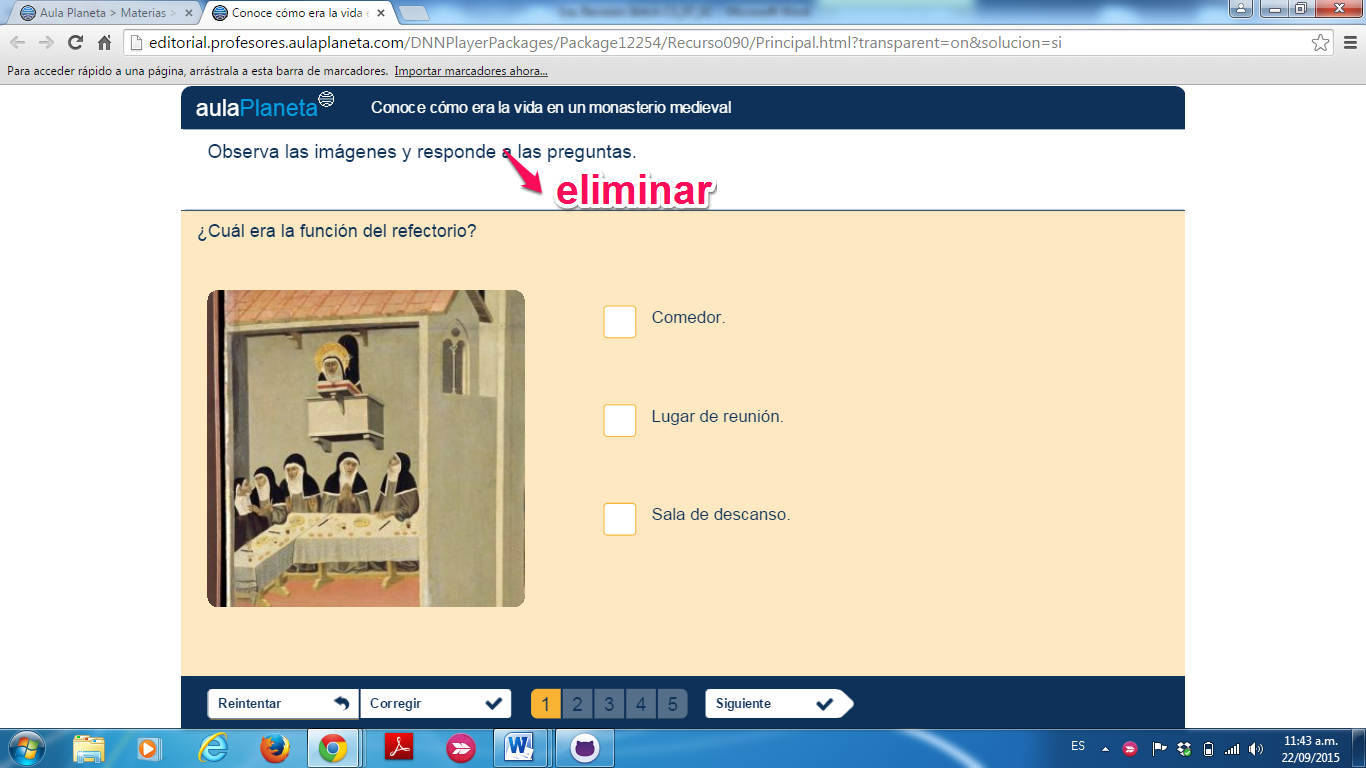 Aula Planeta > Materias >
Conoce cómo era la vida e
editorial.profesores.aulaplaneta.com/DNNPlayerPackages/Package12254/Recurso090/Principal.html?transparent=on&solucion=si
Para acceder rápido a una página, arrástrala a esta barra de marcadores. Importar marcadores ahora...
aulaPlaneta Conoce cómo era la vida en un monasterio medieval
Observa las imágenes y responde a las preguntas.
eliminar
¿Cuál era la función del refectorio?
Comedor.
Lugar de reunión.
Sala de descanso.
Reintentar Corregir 1 2 3 4 5 Siguiente
ES 11:43 a.m.
22/09/2015